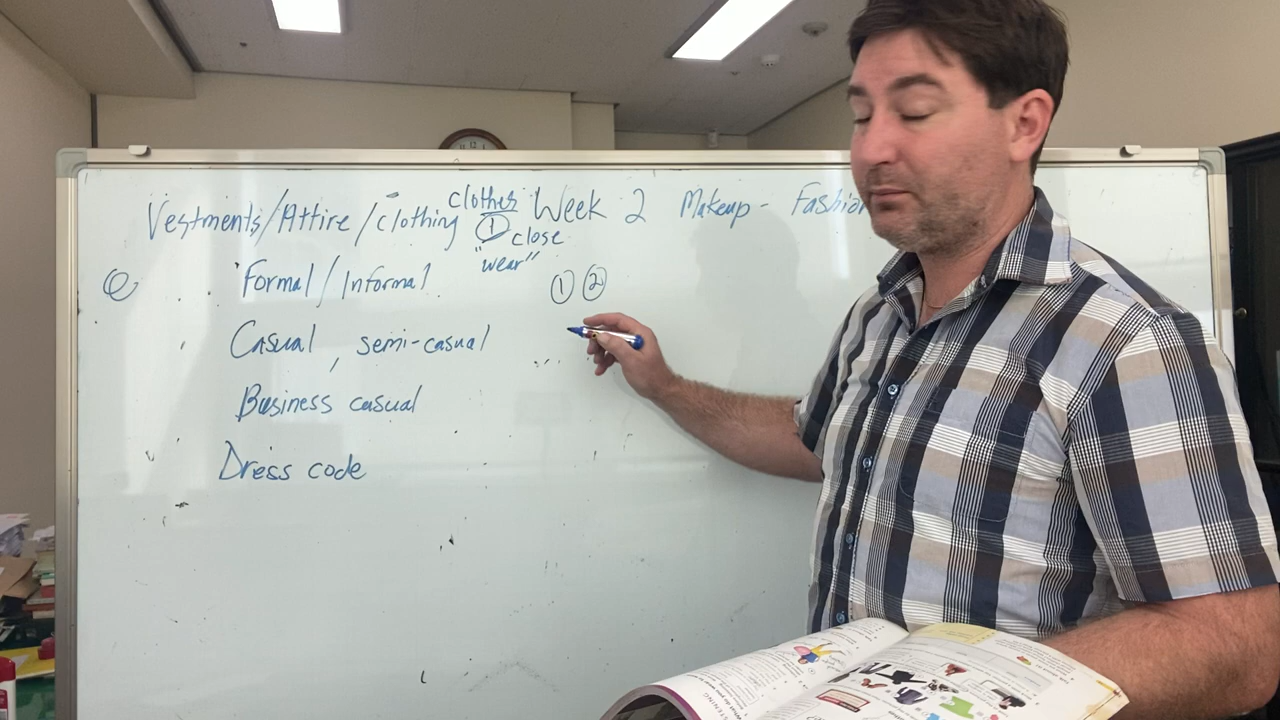 Vestments/Attire/clothing clothes Week 2 Makeup - Fashion
① close
"wear"
Formal/Informal ① ②
Casual, semi-casual
Business casual
Dress code
LISTENING